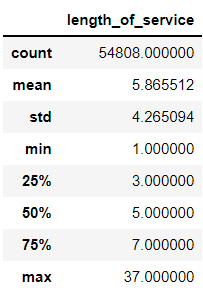 length_of_service
count 54808.000000
mean 5.865512
std 4.265094
min 1.000000
25% 3.000000
50% 5.000000
75% 7.000000
max 37.000000